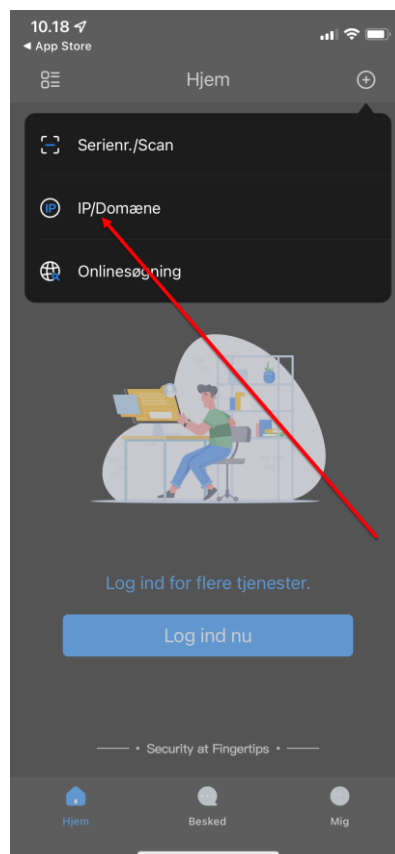 10.18
◀ App Store
Hjem
Serienr./Scan
IP
IP/Domæne
Onlinesøgning
Log ind for flere tjenester.
Log ind nu
• Security at Fingertips •
Hjem
Besked
Mig